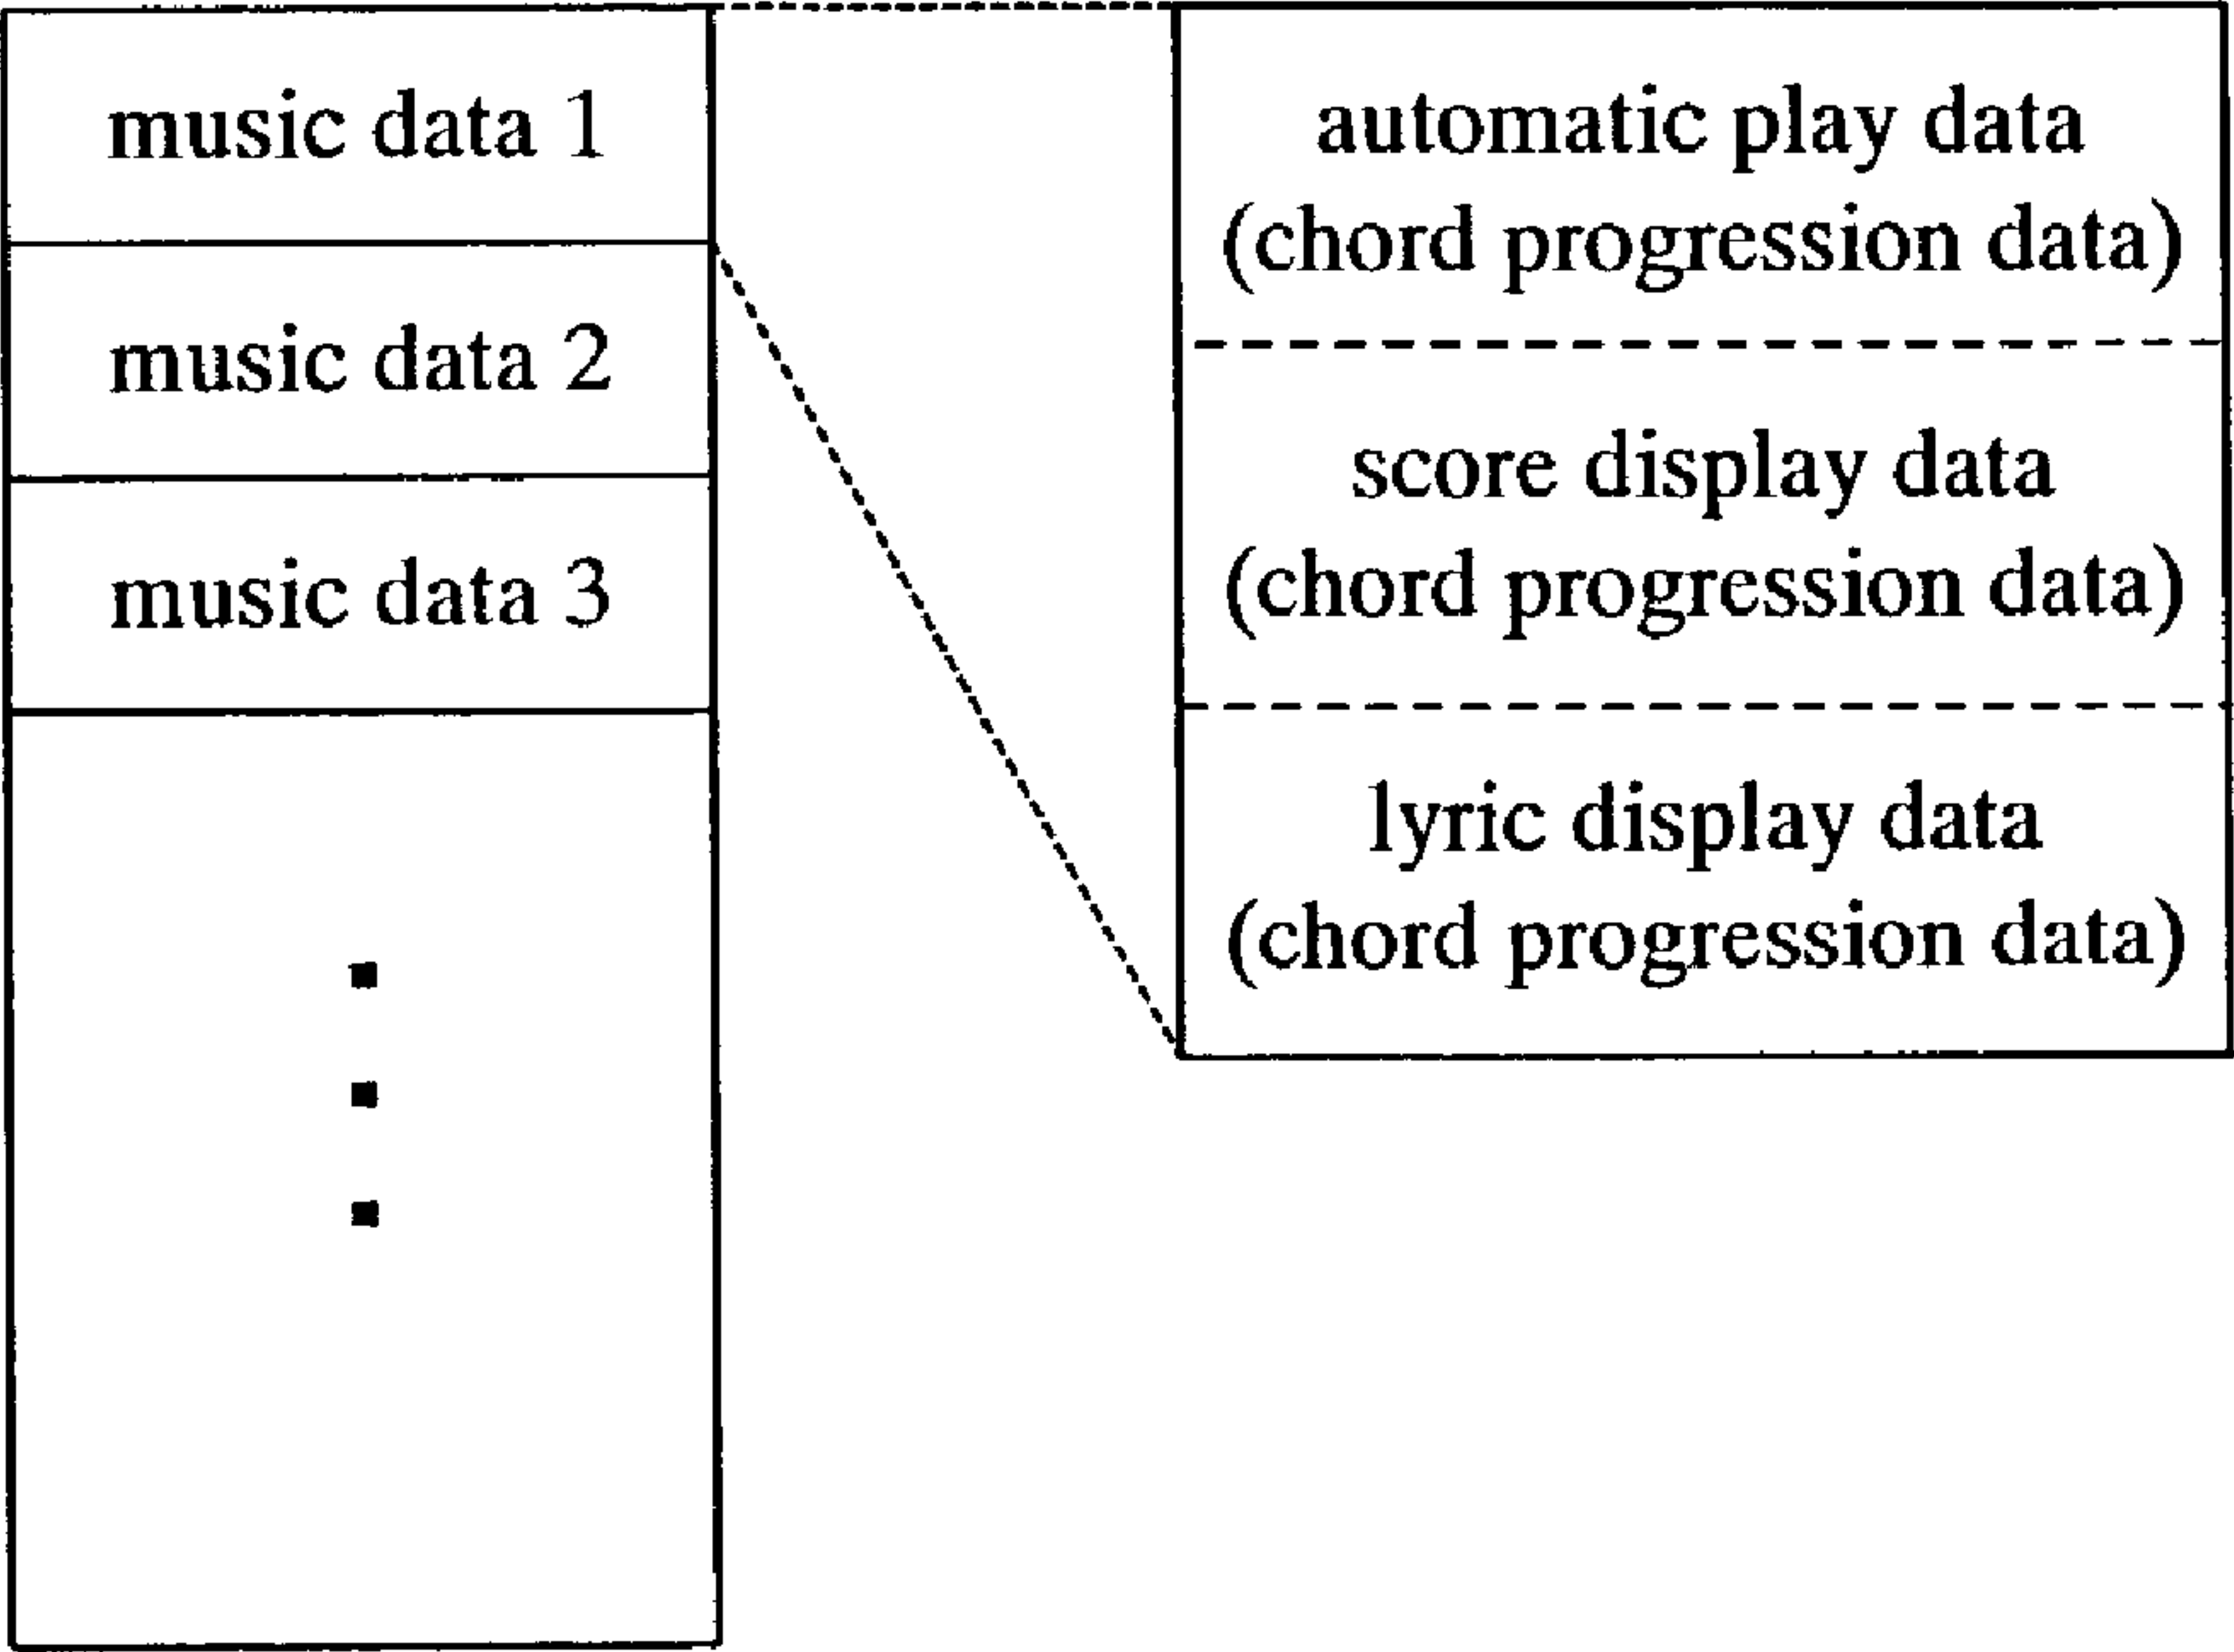 music data 1
music data 2
music data 3
automatic play data
(chord progression data)
score display data
(chord progression data)
lyric display data
(chord progression data)